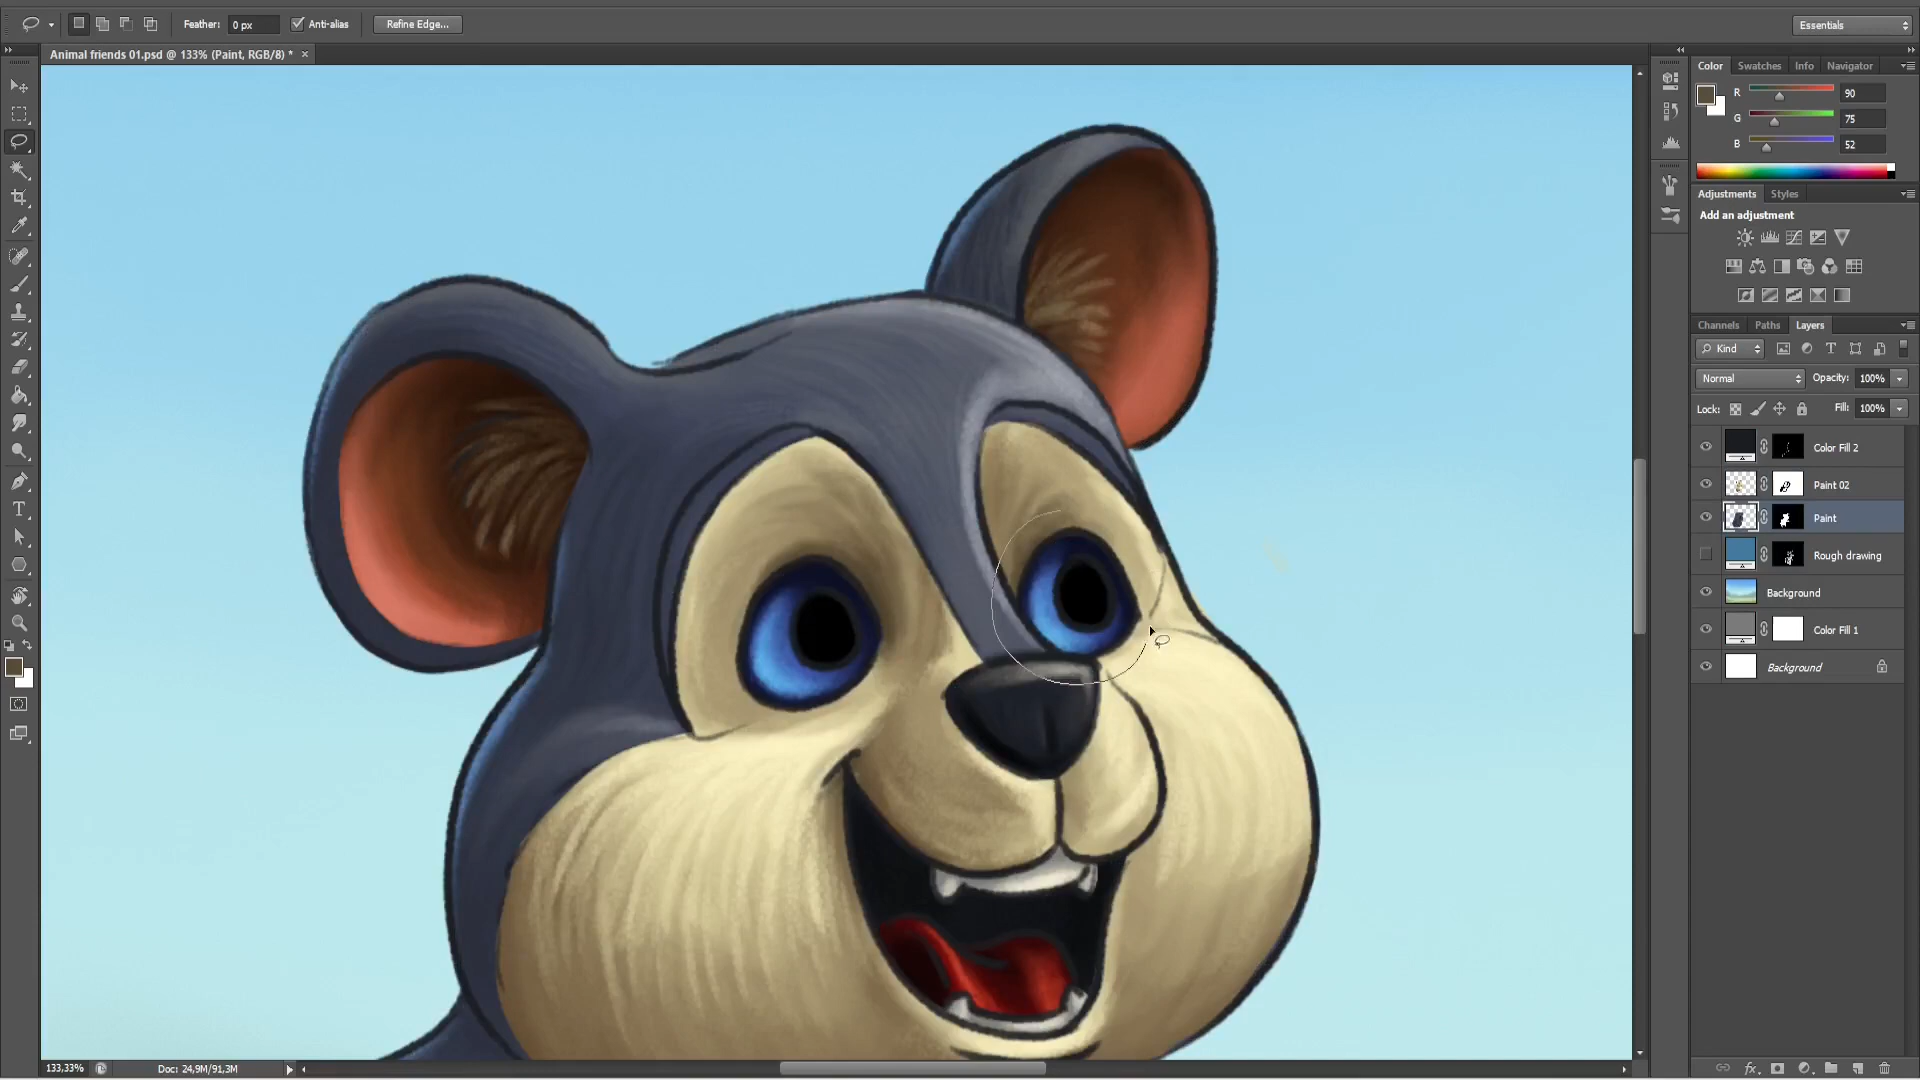 Feather: 0 px Anti-alias Refine Edge... Essentials
Animal friends 01.psd @ 133% (Paint, RGB/8) * ×
Color Swatches Info Navigator
R 90
G 75
B 52
Adjustments Styles
Add an adjustment
Channels Paths Layers
Kind
Normal Opacity: 100%
Lock: Fill: 100%
Color Fill 2
Paint 02
Paint
Rough drawing
Background
Color Fill 1
Background
133,33% Doc: 24,9M/91,3M